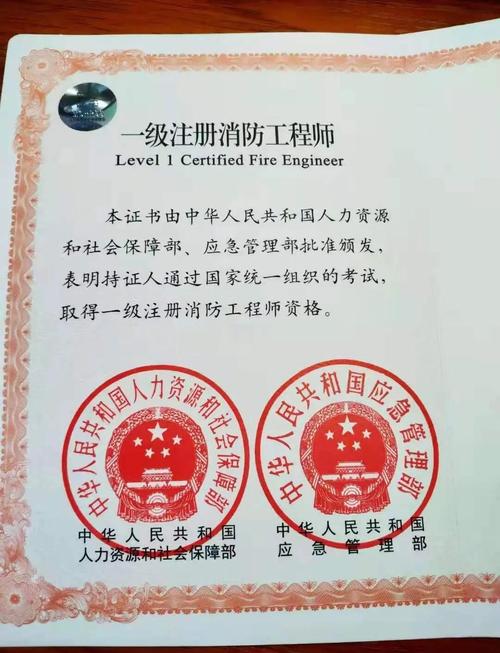 一级注册消防工程师
Level 1 Certified Fire Engineer
本证书由中华人民共和国人力资源
和社会保障部、应急管理部批准颁发，
表明持证人通过国家统一组织的考试，
取得一级注册消防工程师资格。
中华人民共和国人力资源和社会保障部
中华人民共和国应急管理部
中华人民共和国
人力资源和社会保障部
中华人民共和国
应急管理部